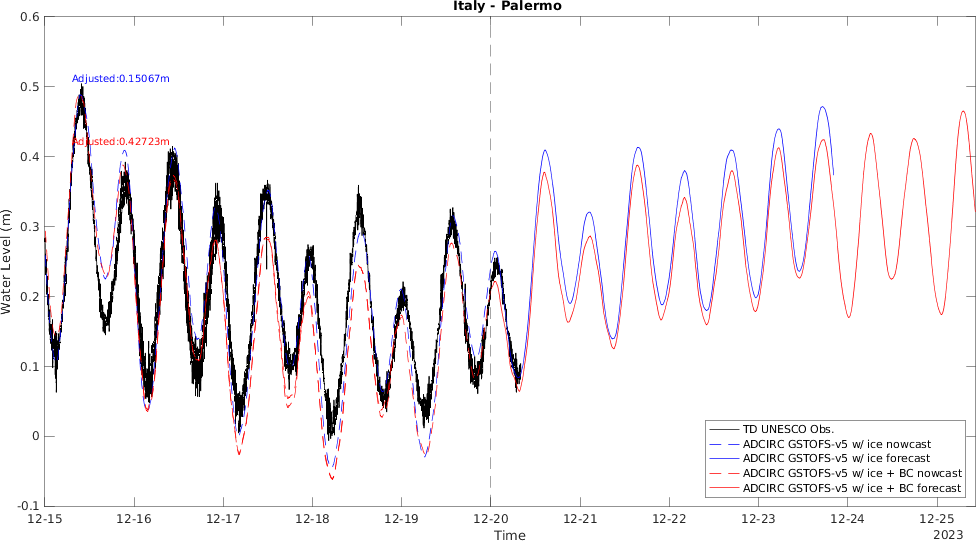 Italy - Palermo
0.6
0.5
0.4
0.3
0.2
0.1
0
-0.1
Water Level (m)
Adjusted:0.15067m
Adjusted:0.42723m
TD UNESCO Obs.
ADCIRC GSTOFS-v5 w/ ice nowcast
ADCIRC GSTOFS-v5 w/ ice forecast
ADCIRC GSTOFS-v5 w/ ice + BC nowcast
ADCIRC GSTOFS-v5 w/ ice + BC forecast
12-15 12-16 12-17 12-18 12-19 12-20 12-21 12-22 12-23 12-24 12-25
Time
2023